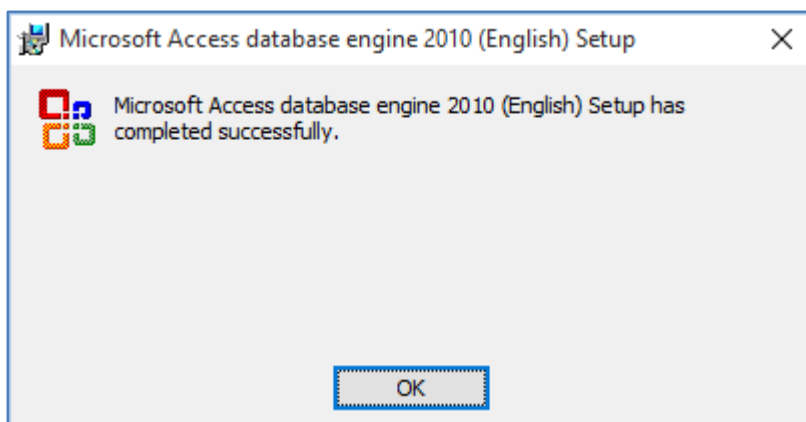 Microsoft Access database engine 2010 (English) Setup
Microsoft Access database engine 2010 (English) Setup has
completed successfully.
OK